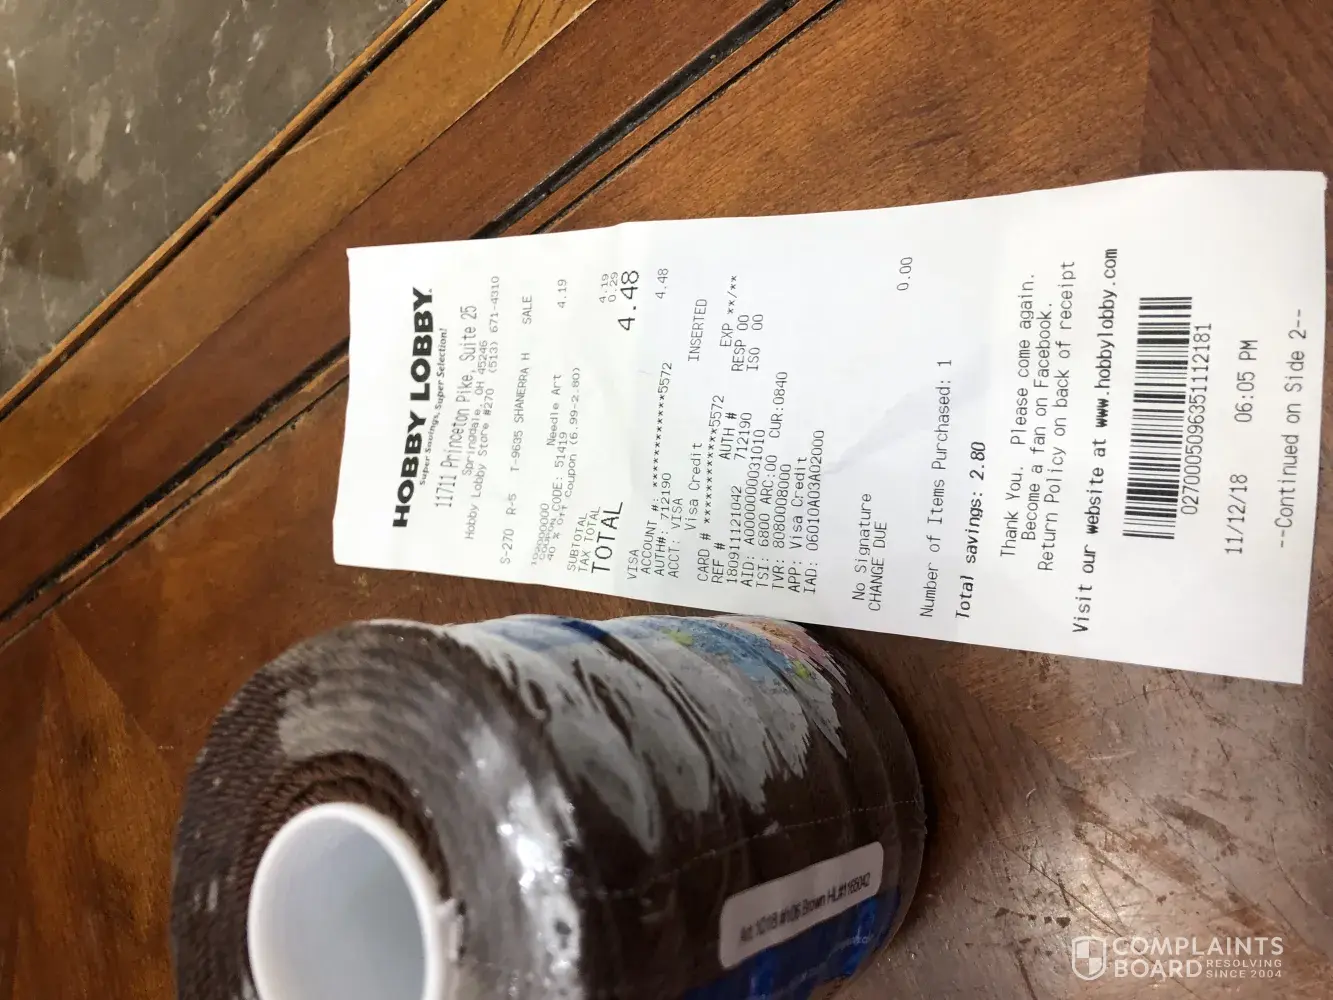 HOBBY LOBBY
Super Savings, Super Selection!
11711 Princeton Pike, Suite 25
Springdale, OH 45246
Hobby Lobby Store #270 (513) 671-4310
S-270 R-5 T-9635 SHANERRA H SALE
Needle Art 4.19
COUPON CODE: 51419
40 % Off Coupon (6.99-2.80)
SUBTOTAL 4.19
TAX TOTAL 0.29
TOTAL 4.48
VISA 4.48
ACCOUNT #: ************5572
AUTH#: 712190
ACCT: VISA
Visa Credit INSERTED
CARD # ************5572 EXP **/**
REF # AUTH # RESP 00
180911121042 712190 ISO 00
AID: A0000000031010
TSI: 6800 ARC:00 CUR:0840
TVR: 8080008000
APP: Visa Credit
IAD: 06010A03A02000
No Signature
CHANGE DUE 0.00
Number of Items Purchased: 1
Total savings: 2.80
Thank You. Please come again.
Become a fan on Facebook.
Return Policy on back of receipt
Visit our website at www.hobbylobby.com
0270005096351112181
11/12/18 06:05 PM
--Continued on Side 2--
Art.1018 #h06 Brown HL#1165042
COMPLAINTS
BOARD RESOLVING
SINCE 2004